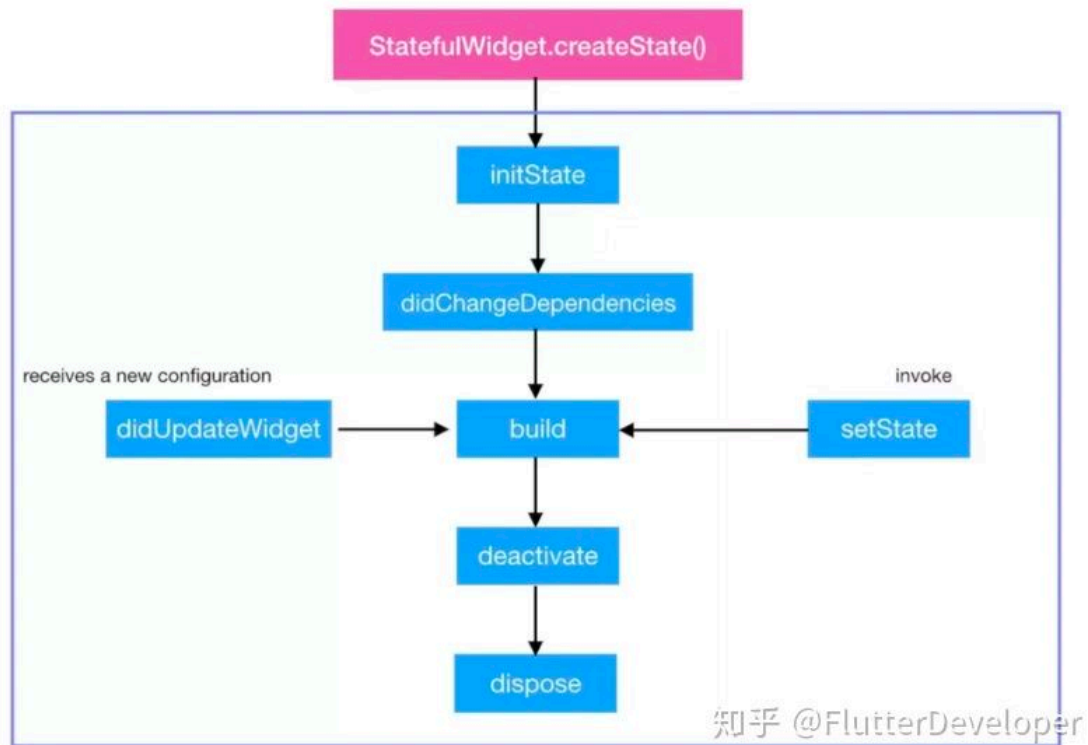 StatefulWidget.createState()
initState
didChangeDependencies
receives a new configuration
invoke
didUpdateWidget
build
setState
deactivate
dispose
知乎 @FlutterDeveloper